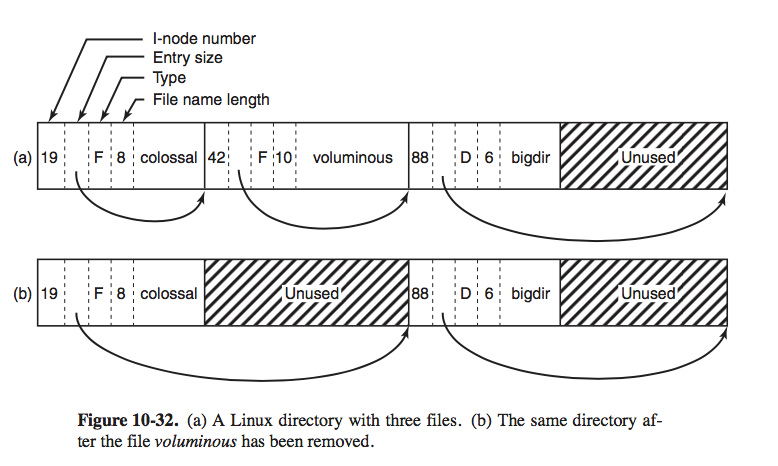 I-node number
Entry size
Type
File name length
(a) 19 F 8 colossal 42 F 10 voluminous 88 D 6 bigdir Unused
(b) 19 F 8 colossal Unused 88 D 6 bigdir Unused
Figure 10-32. (a) A Linux directory with three files. (b) The same directory af-
ter the file voluminous has been removed.